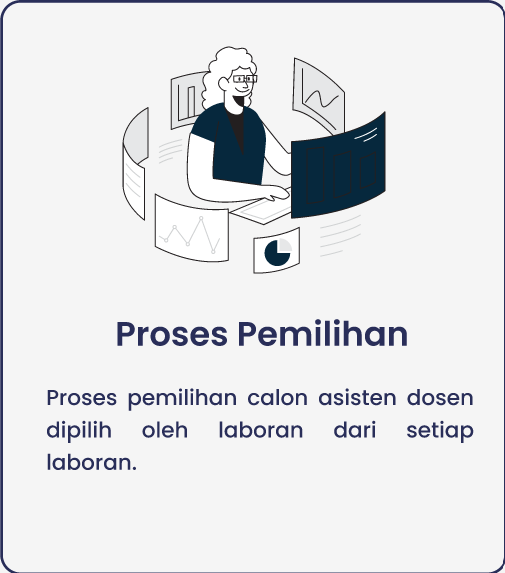 Proses Pemilihan
Proses pemilihan calon asisten dosen
dipilih oleh laboran dari setiap
laboran.